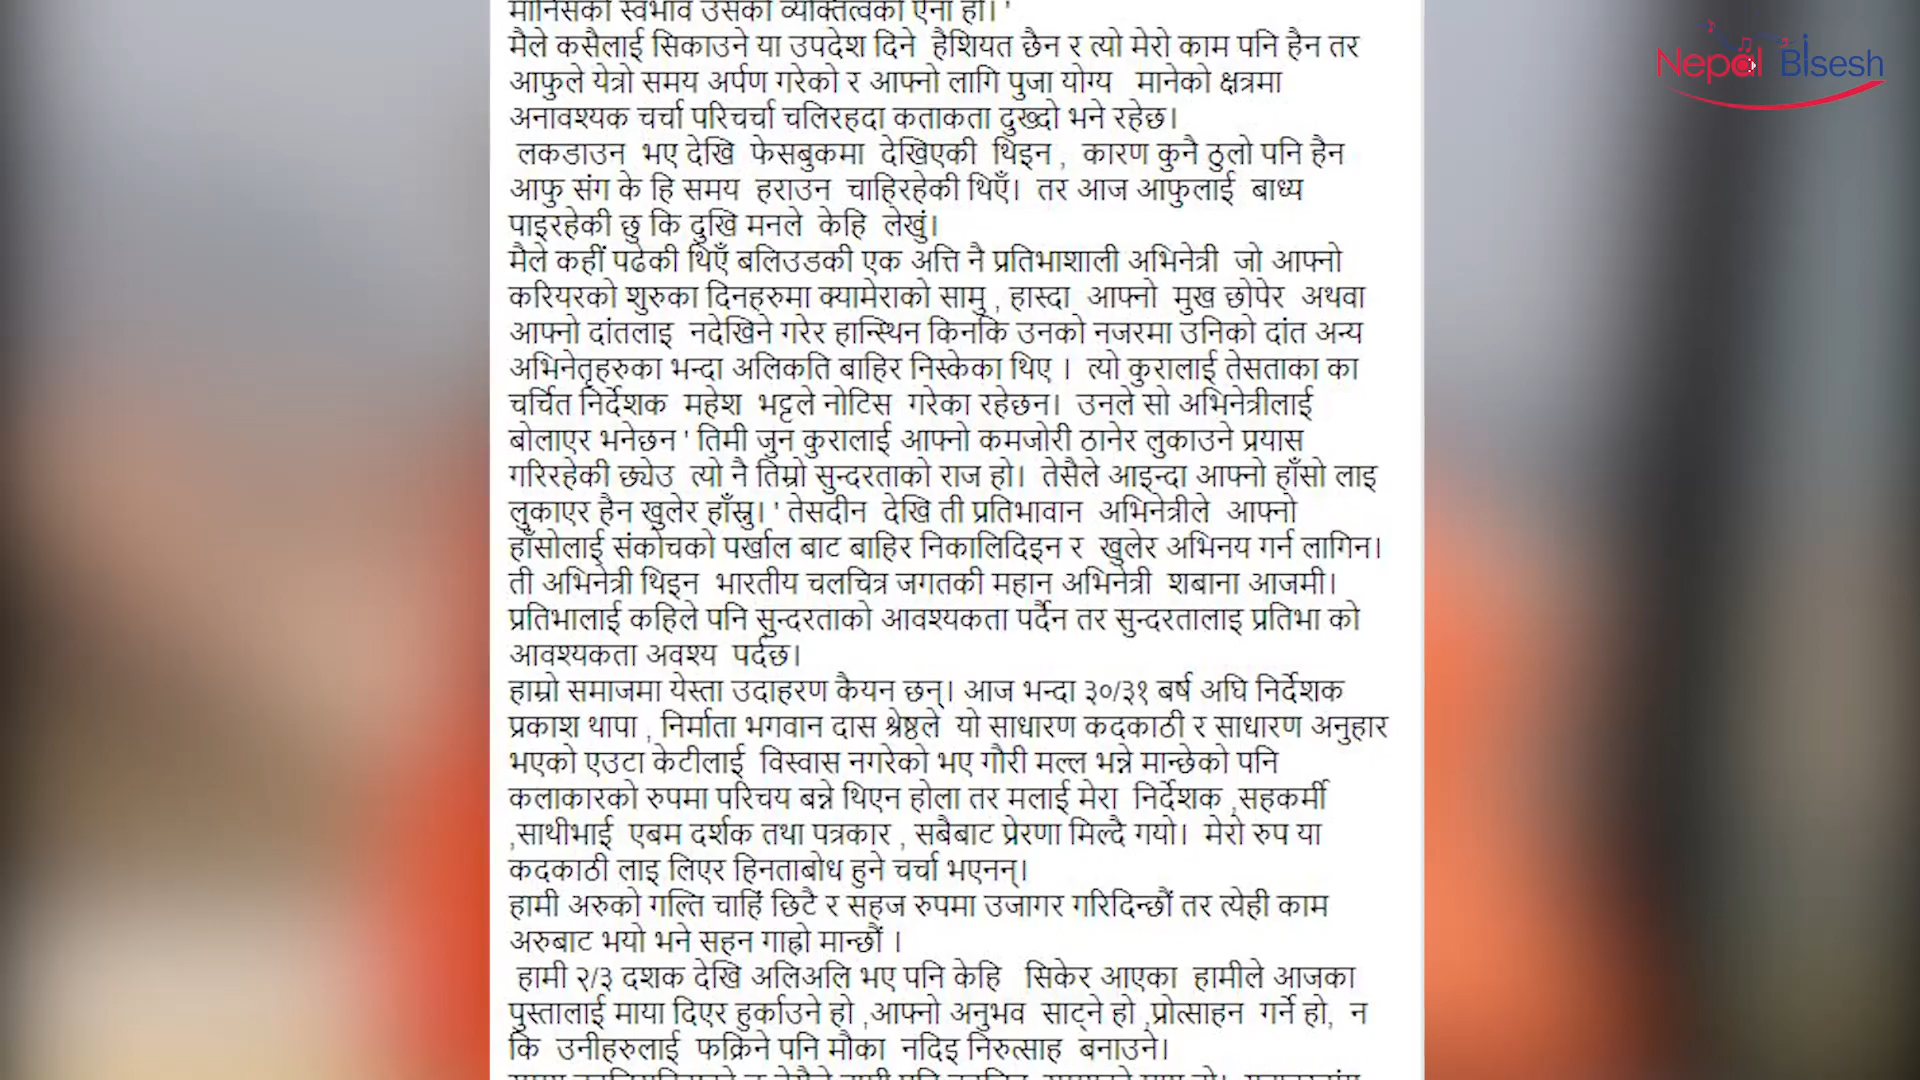 मानिसको स्वभाव उसको व्यक्तित्वको ऐना हो। '
मैले कसैलाई सिकाउने या उपदेश दिने हैशियत छैन र त्यो मेरो काम पनि हैन तर
आफुले येत्रो समय अर्पण गरेको र आफ्नो लागि पुजा योग्य मानेको क्षत्रमा
अनावश्यक चर्चा परिचर्चा चलिरहदा कताकता दुख्दो भने रहेछ।
लकडाउन भए देखि फेसबुकमा देखिएकी थिइन , कारण कुनै ठुलो पनि हैन
आफु संग के हि समय हराउन चाहिरहेकी थिएँ। तर आज आफुलाई बाध्य
पाइरहेकी छु कि दुखि मनले केहि लेखुं।
मैले कहीं पढेकी थिएँ बलिउडकी एक अत्ति नै प्रतिभाशाली अभिनेत्री जो आफ्नो
करियरको शुरुका दिनहरुमा क्यामेराको सामु , हास्दा आफ्नो मुख छोपेर अथवा
आफ्नो दांतलाइ नदेखिने गरेर हान्स्थिन किनकि उनको नजरमा उनिको दांत अन्य
अभिनेतृहरुका भन्दा अलिकति बाहिर निस्केका थिए । त्यो कुरालाई तेसताका का
चर्चित निर्देशक महेश भट्टले नोटिस गरेका रहेछन। उनले सो अभिनेत्रीलाई
बोलाएर भनेछन ' तिमी जुन कुरालाई आफ्नो कमजोरी ठानेर लुकाउने प्रयास
गरिरहेकी छ्येउ त्यो नै तिम्रो सुन्दरताको राज हो। तेसैले आइन्दा आफ्नो हाँसो लाइ
लुकाएर हैन खुलेर हाँस्नु। ' तेसदीन देखि ती प्रतिभावान अभिनेत्रीले आफ्नो
हाँसोलाई संकोचको पर्खाल बाट बाहिर निकालिदिइन र खुलेर अभिनय गर्न लागिन।
ती अभिनेत्री थिइन भारतीय चलचित्र जगतकी महान अभिनेत्री शबाना आजमी।
प्रतिभालाई कहिले पनि सुन्दरताको आवश्यकता पर्दैन तर सुन्दरतालाइ प्रतिभा को
आवश्यकता अवश्य पर्दछ।
हाम्रो समाजमा येस्ता उदाहरण कैयन छन्। आज भन्दा ३०/३१ बर्ष अघि निर्देशक
प्रकाश थापा , निर्माता भगवान दास श्रेष्ठले यो साधारण कदकाठी र साधारण अनुहार
भएको एउटा केटीलाई विस्वास नगरेको भए गौरी मल्ल भन्ने मान्छेको पनि
कलाकारको रुपमा परिचय बन्ने थिएन होला तर मलाई मेरा निर्देशक ,सहकर्मी
,साथीभाई एबम दर्शक तथा पत्रकार , सबैबाट प्रेरणा मिल्दै गयो। मेरो रुप या
कदकाठी लाइ लिएर हिनताबोध हुने चर्चा भएनन्।
हामी अरुको गल्ति चाहिं छिटै र सहज रुपमा उजागर गरिदिन्छौं तर त्येही काम
अरुबाट भयो भने सहन गाह्रो मान्छौं ।
हामी २/३ दशक देखि अलिअलि भए पनि केहि सिकेर आएका हामीले आजका
पुस्तालाई माया दिएर हुर्काउने हो ,आफ्नो अनुभव साट्ने हो ,प्रोत्साहन गर्ने हो, न
कि उनीहरुलाई फक्रिने पनि मौका नदिइ निरुत्साह बनाउने।
Nepal Bisesh